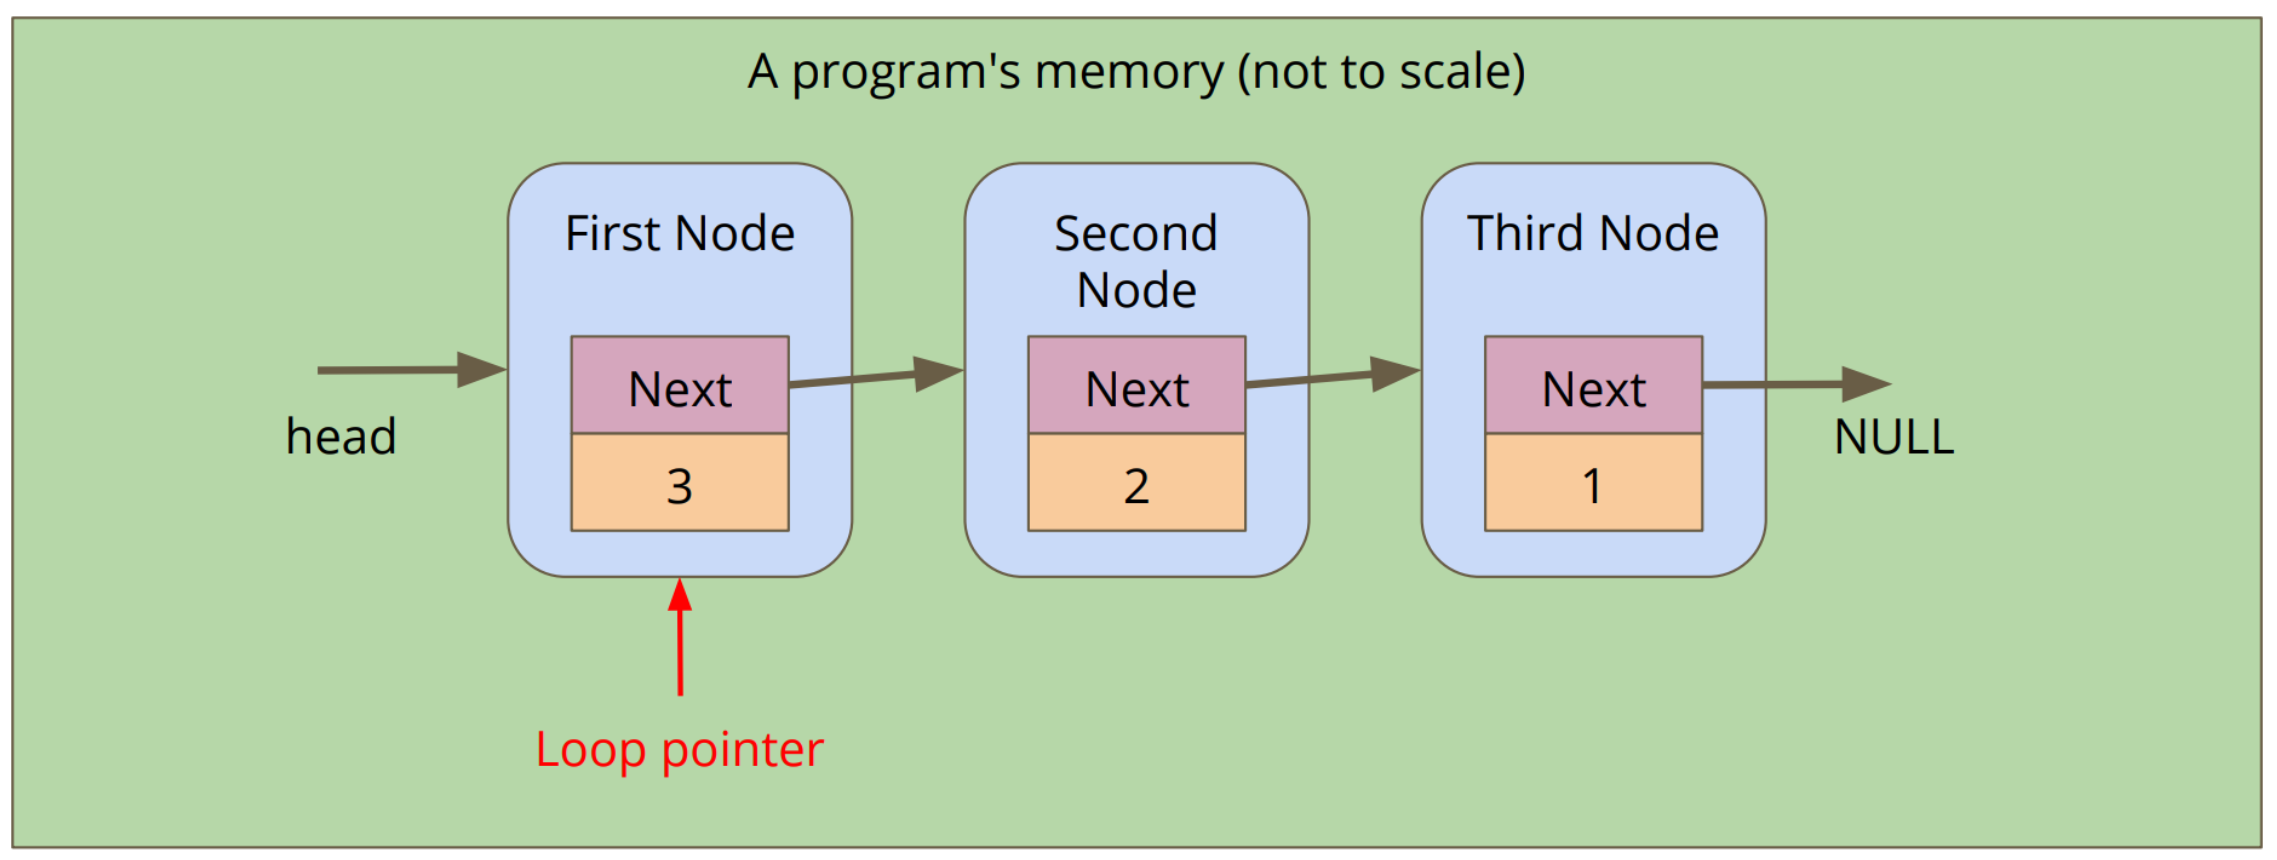 A program's memory (not to scale)
First Node
Second
Node
Third Node
Next
Next
Next
head
NULL
3
2
1
Loop pointer